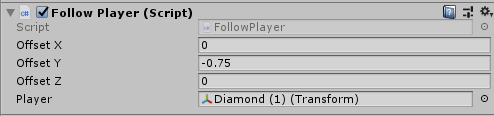 Follow Player (Script)
Script FollowPlayer
Offset X 0
Offset Y -0.75
Offset Z 0
Player Diamond (1) (Transform)